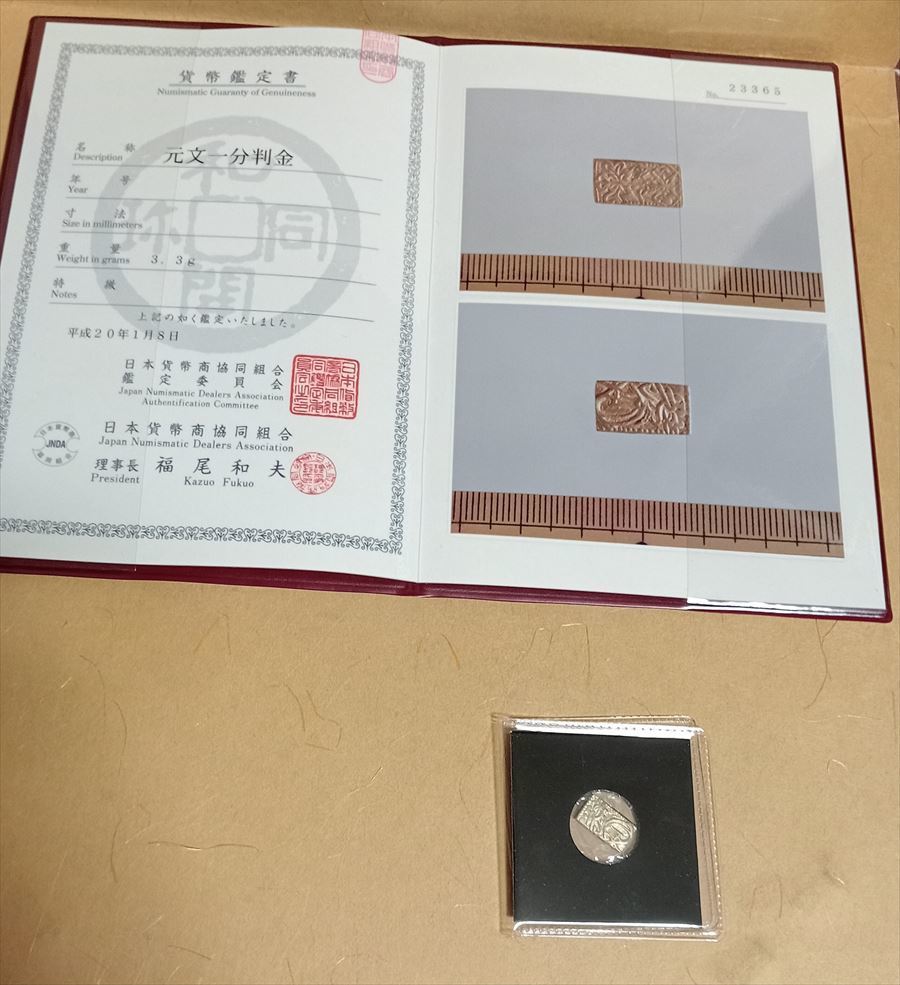 貨幣鑑定書
Numismatic Guaranty of Genuineness
名称 元文一分判金
Description
年号
Year
寸法
Size in millimeters
重量 3.3g
Weight in grams
特徴
Notes
上記の如く鑑定いたしました。
平成20年1月8日
日本貨幣商協同組合
鑑定委員会
Japan Numismatic Dealers Association
Authentification Committee
日本貨幣商協同組合
Japan Numismatic Dealers Association
理事長 福尾和夫
President Kazuo Fukuo
JNDA
和同開珎
No. 23365